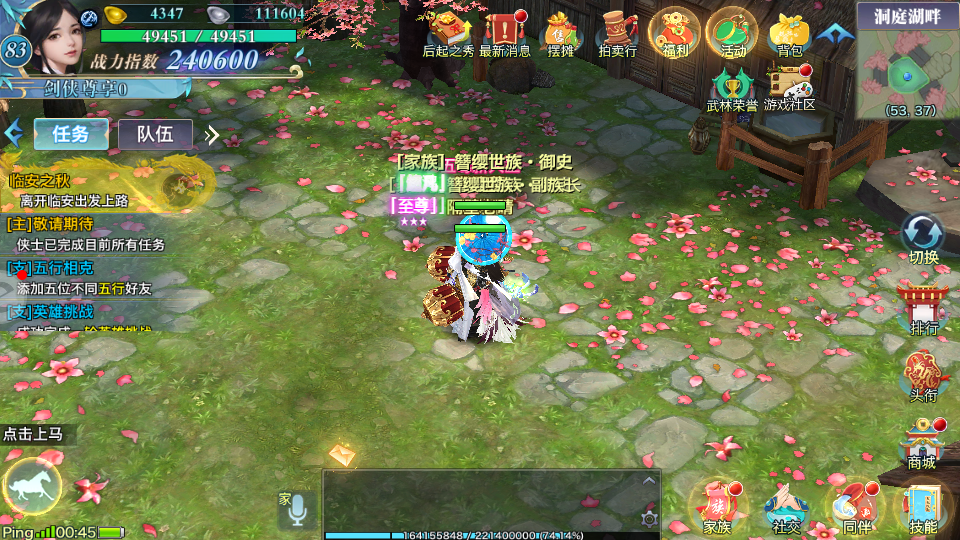 4347
111604
83
49451 / 49451
战力指数 240600
剑侠尊享0
后起之秀
最新消息
摆摊
拍卖行
福利
活动
背包
武林荣誉
游戏社区
洞庭湖畔
(53, 37)
任务
队伍
临安之秋
离开临安出发上路
[主]敬请期待
侠士已完成目前所有任务
[支]五行相克
添加五位不同五行好友
[支]英雄挑战
[家族] 簪缨世族·御史
簪缨世族·副族长
[至尊]
切换
排行
头衔
商城
点击上马
家
家族
社交
同伴
技能
Ping
00:45
164155848 / 221400000 (74.14%)